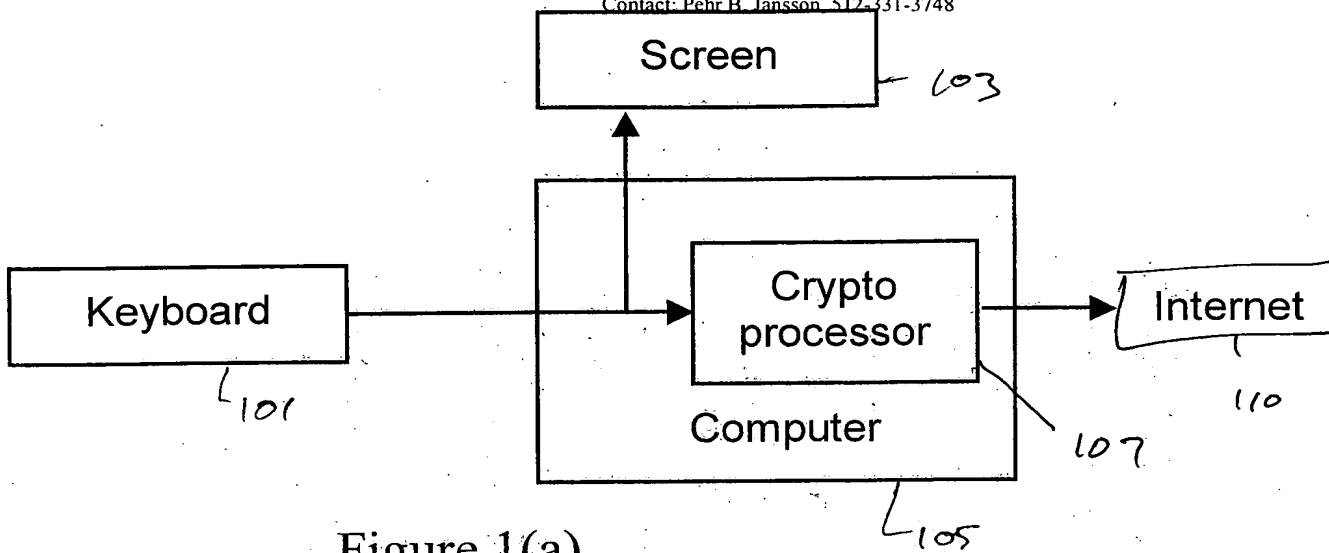 Contact: Pehr B. Jansson, 512-331-3748
Screen
103
Keyboard
101
Crypto
processor
Internet
110
Computer
107
105
Figure 1(a)